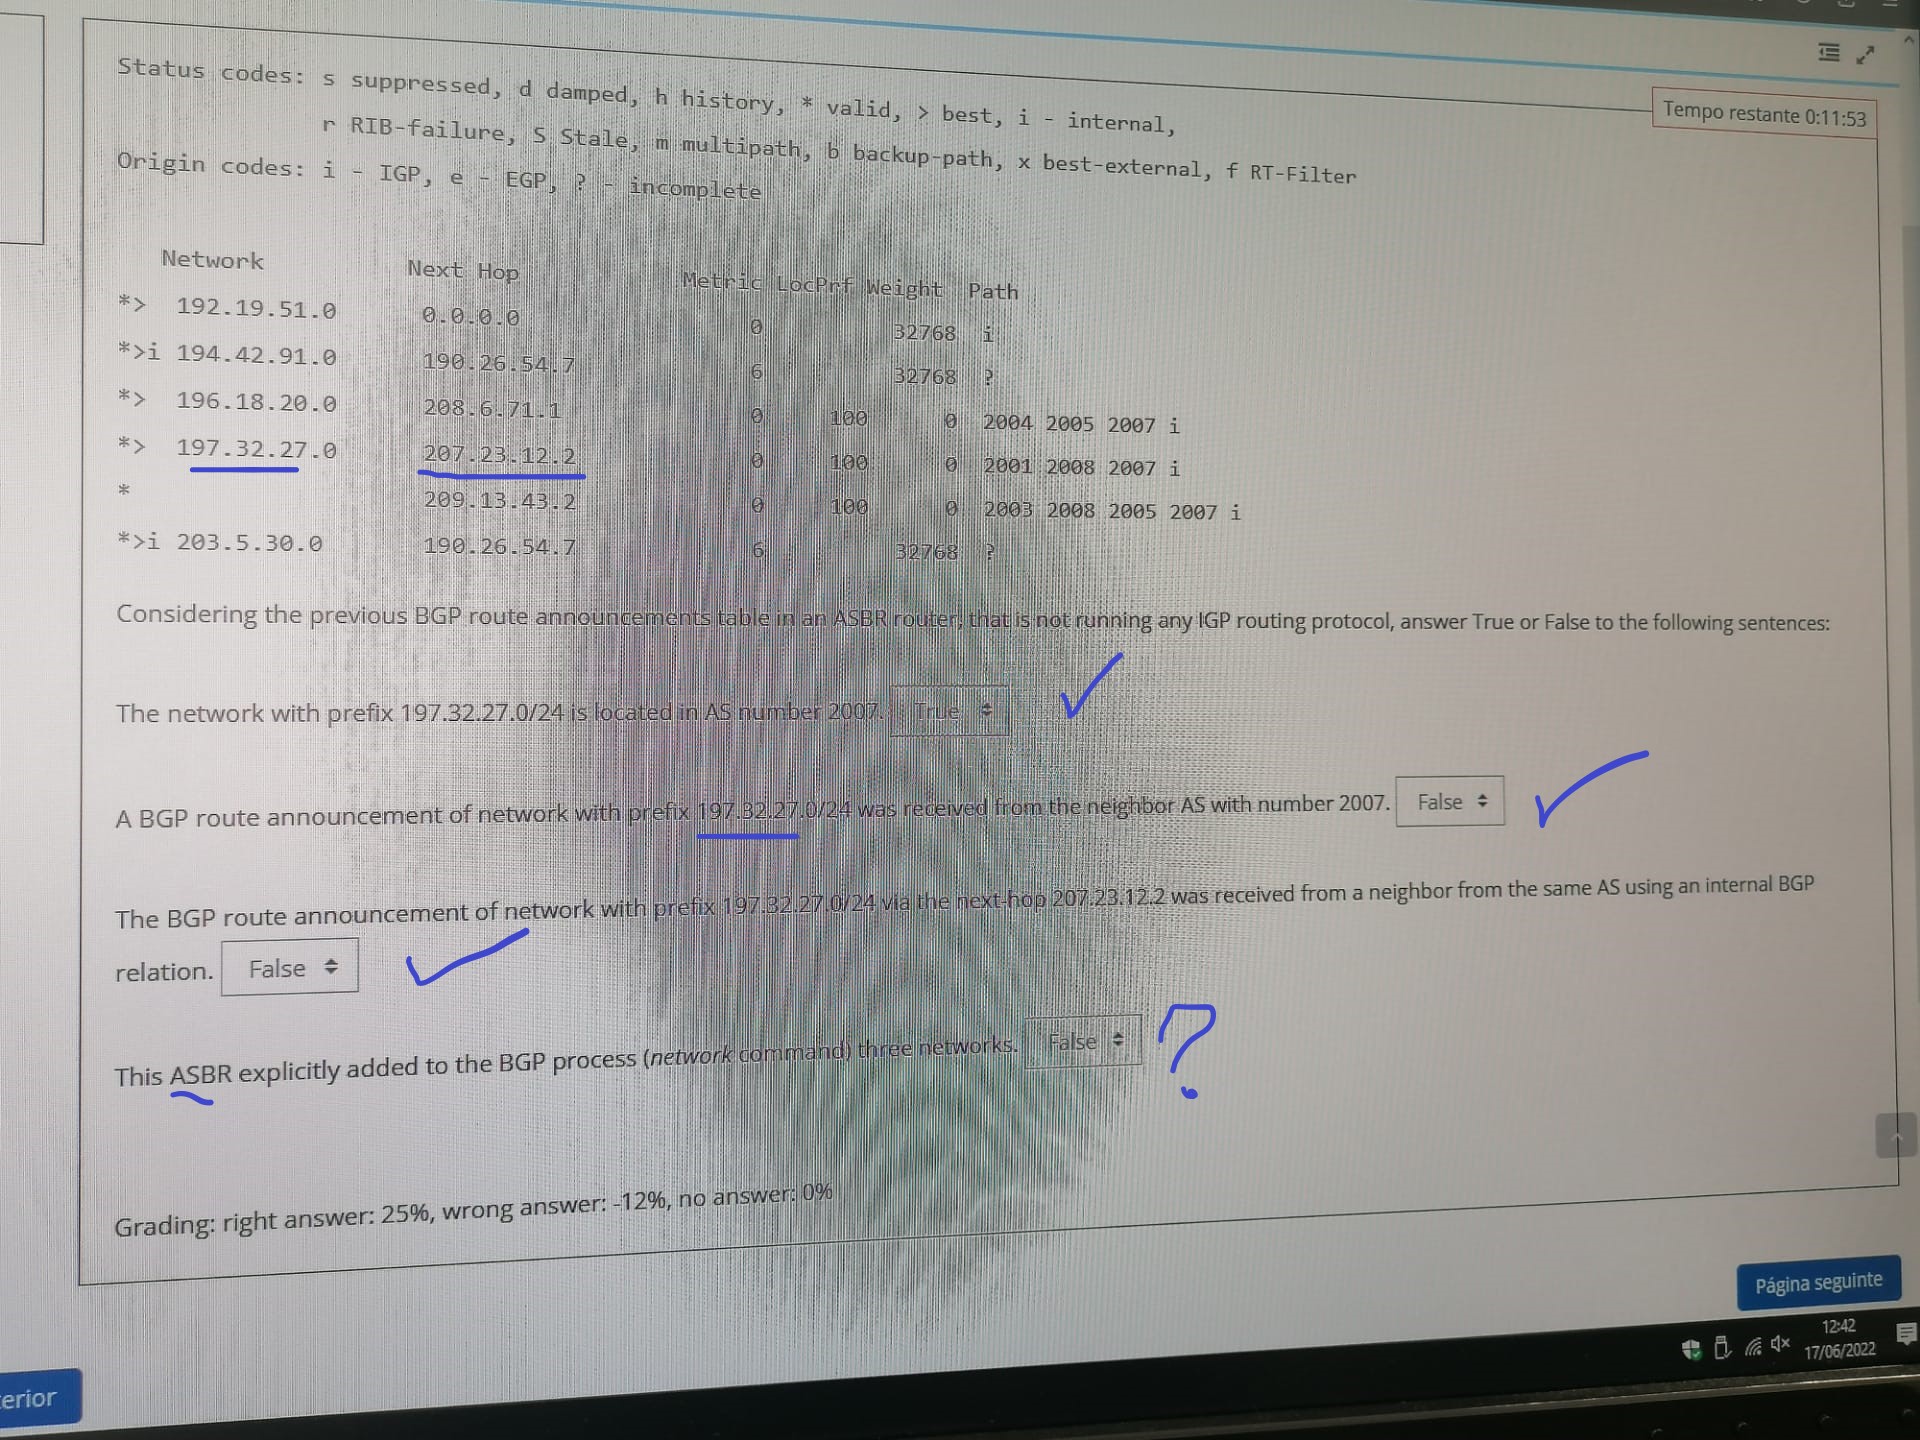 Tempo restante 0:11:53
Status codes: s suppressed, d damped, h history, * valid, > best, i - internal,
r RIB-failure, S Stale, m multipath, b backup-path, x best-external, f RT-Filter
Origin codes: i - IGP, e - EGP, ? - incomplete
Network Next Hop Metric LocPrf Weight Path
*> 192.19.51.0 0.0.0.0 0 32768 i
*>i 194.42.91.0 190.26.54.7 6 32768 ?
*> 196.18.20.0 208.6.71.1 0 100 0 2004 2005 2007 i
*> 197.32.27.0 207.23.12.2 0 100 0 2001 2008 2007 i
* 209.13.43.2 0 100 0 2003 2008 2005 2007 i
*>i 203.5.30.0 190.26.54.7 6 32768 ?
Considering the previous BGP route announcements table in an ASBR router, that is not running any IGP routing protocol, answer True or False to the following sentences:
The network with prefix 197.32.27.0/24 is located in AS number 2007. True
A BGP route announcement of network with prefix 197.32.27.0/24 was received from the neighbor AS with number 2007. False
The BGP route announcement of network with prefix 197.32.27.0/24 via the next-hop 207.23.12.2 was received from a neighbor from the same AS using an internal BGP
relation. False
This ASBR explicitly added to the BGP process (network command) three networks. False ?
Grading: right answer: 25%, wrong answer: -12%, no answer: 0%
Página seguinte
12:42
17/06/2022
erior